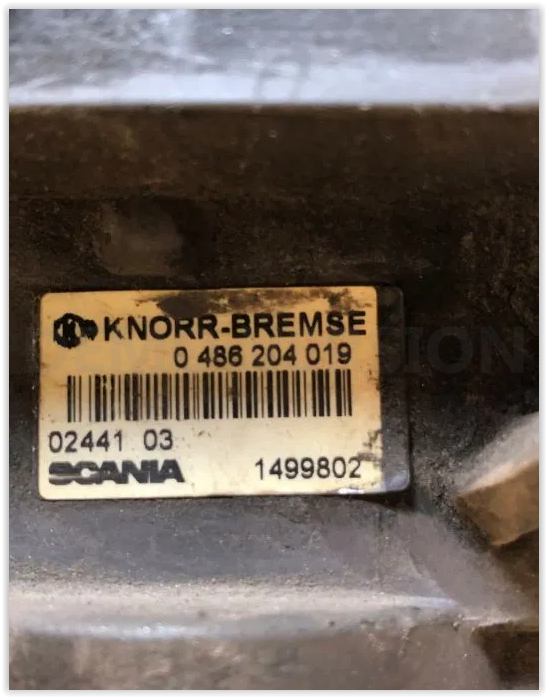 KNORR-BREMSE
0 486 204 019
02441 03
SCANIA 1499802